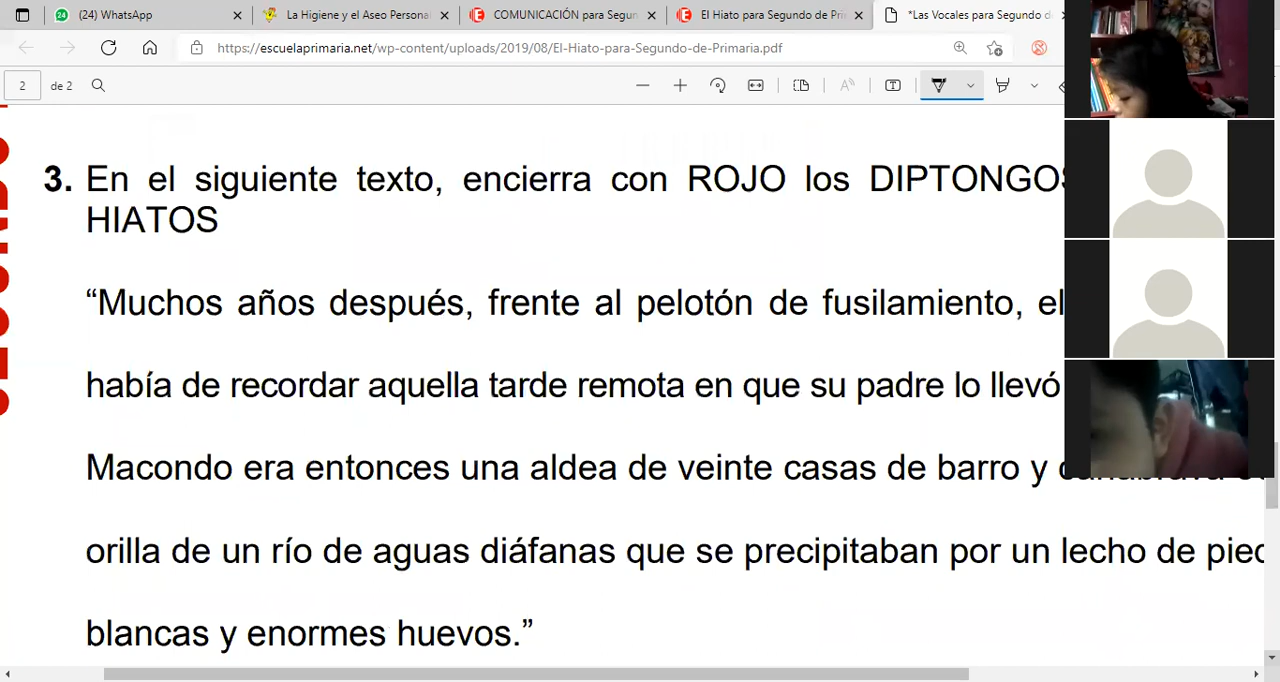 (24) WhatsApp
La Higiene y el Aseo Personal
COMUNICACIÓN para Segun
El Hiato para Segundo de Pri
*Las Vocales para Segundo d
https://escuelaprimaria.net/wp-content/uploads/2019/08/El-Hiato-para-Segundo-de-Primaria.pdf
2 de 2
3. En el siguiente texto, encierra con ROJO los DIPTONGOS
HIATOS
“Muchos años después, frente al pelotón de fusilamiento, el
había de recordar aquella tarde remota en que su padre lo llevó
Macondo era entonces una aldea de veinte casas de barro y
orilla de un río de aguas diáfanas que se precipitaban por un lecho de pied
blancas y enormes huevos.”